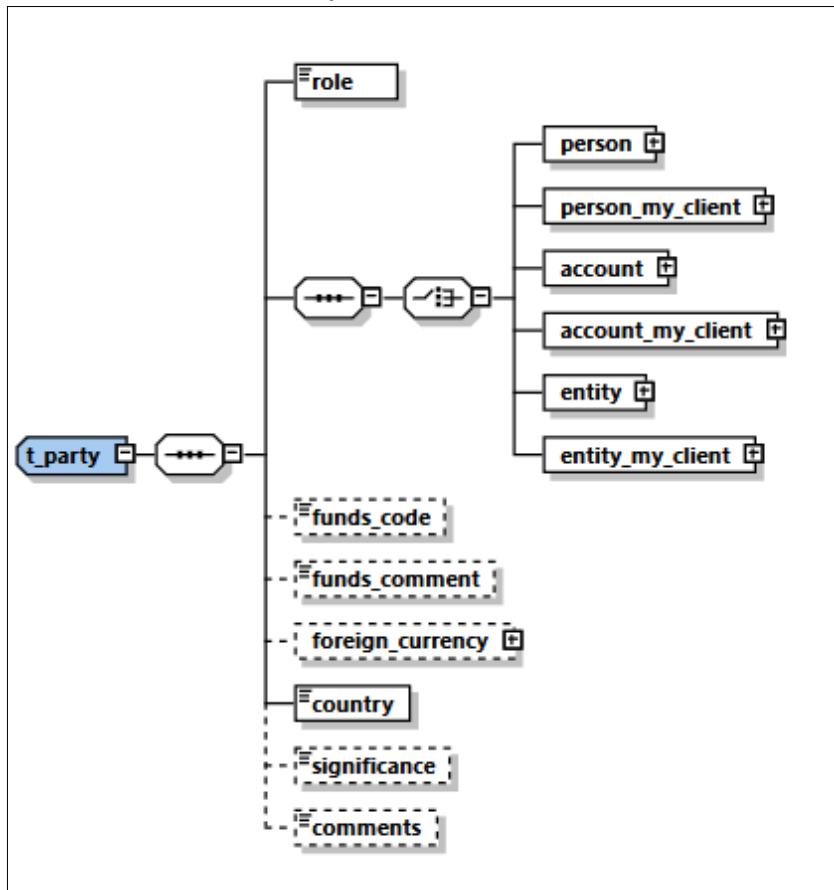 role
person
person_my_client
account
account_my_client
entity
t_party
entity_my_client
funds_code
funds_comment
foreign_currency
country
significance
comments